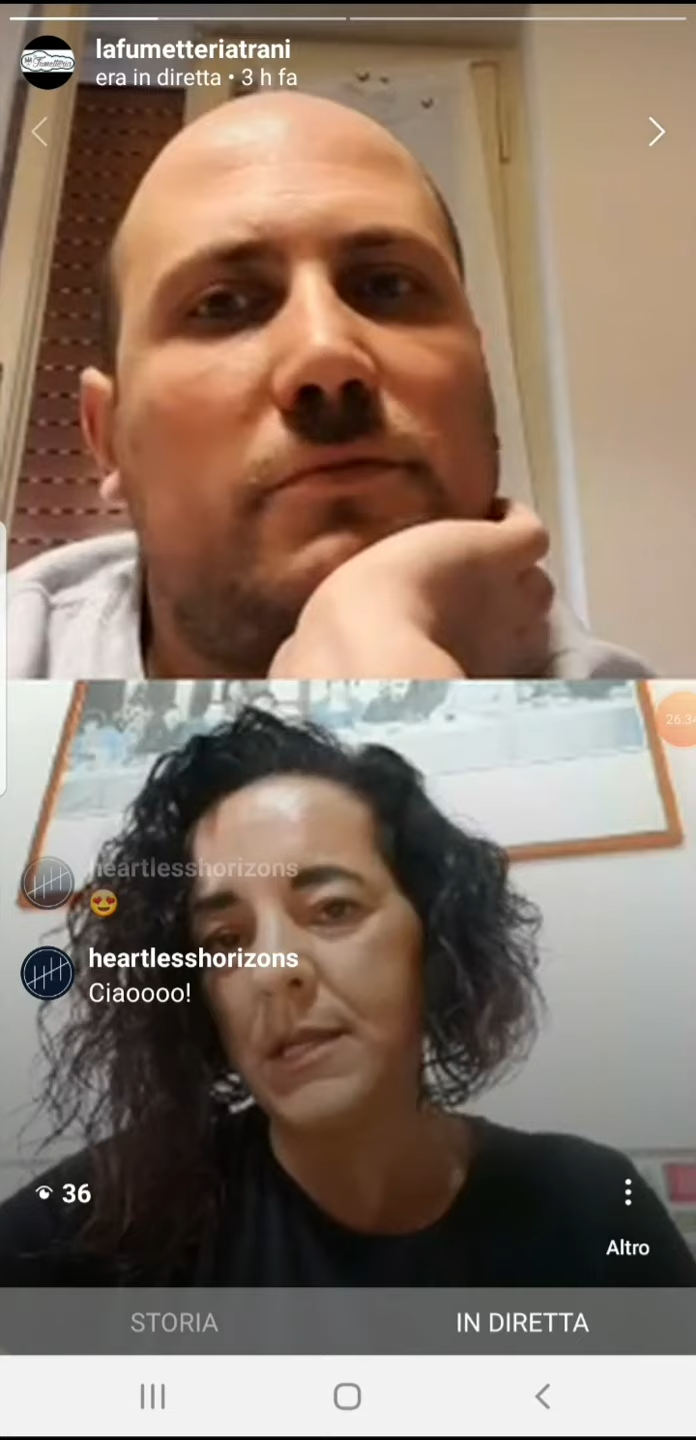 lafumetteriatrani
era in diretta • 3 h fa
heartlesshorizons
😍
heartlesshorizons
Ciaoooo!
36
Altro
STORIA
IN DIRETTA